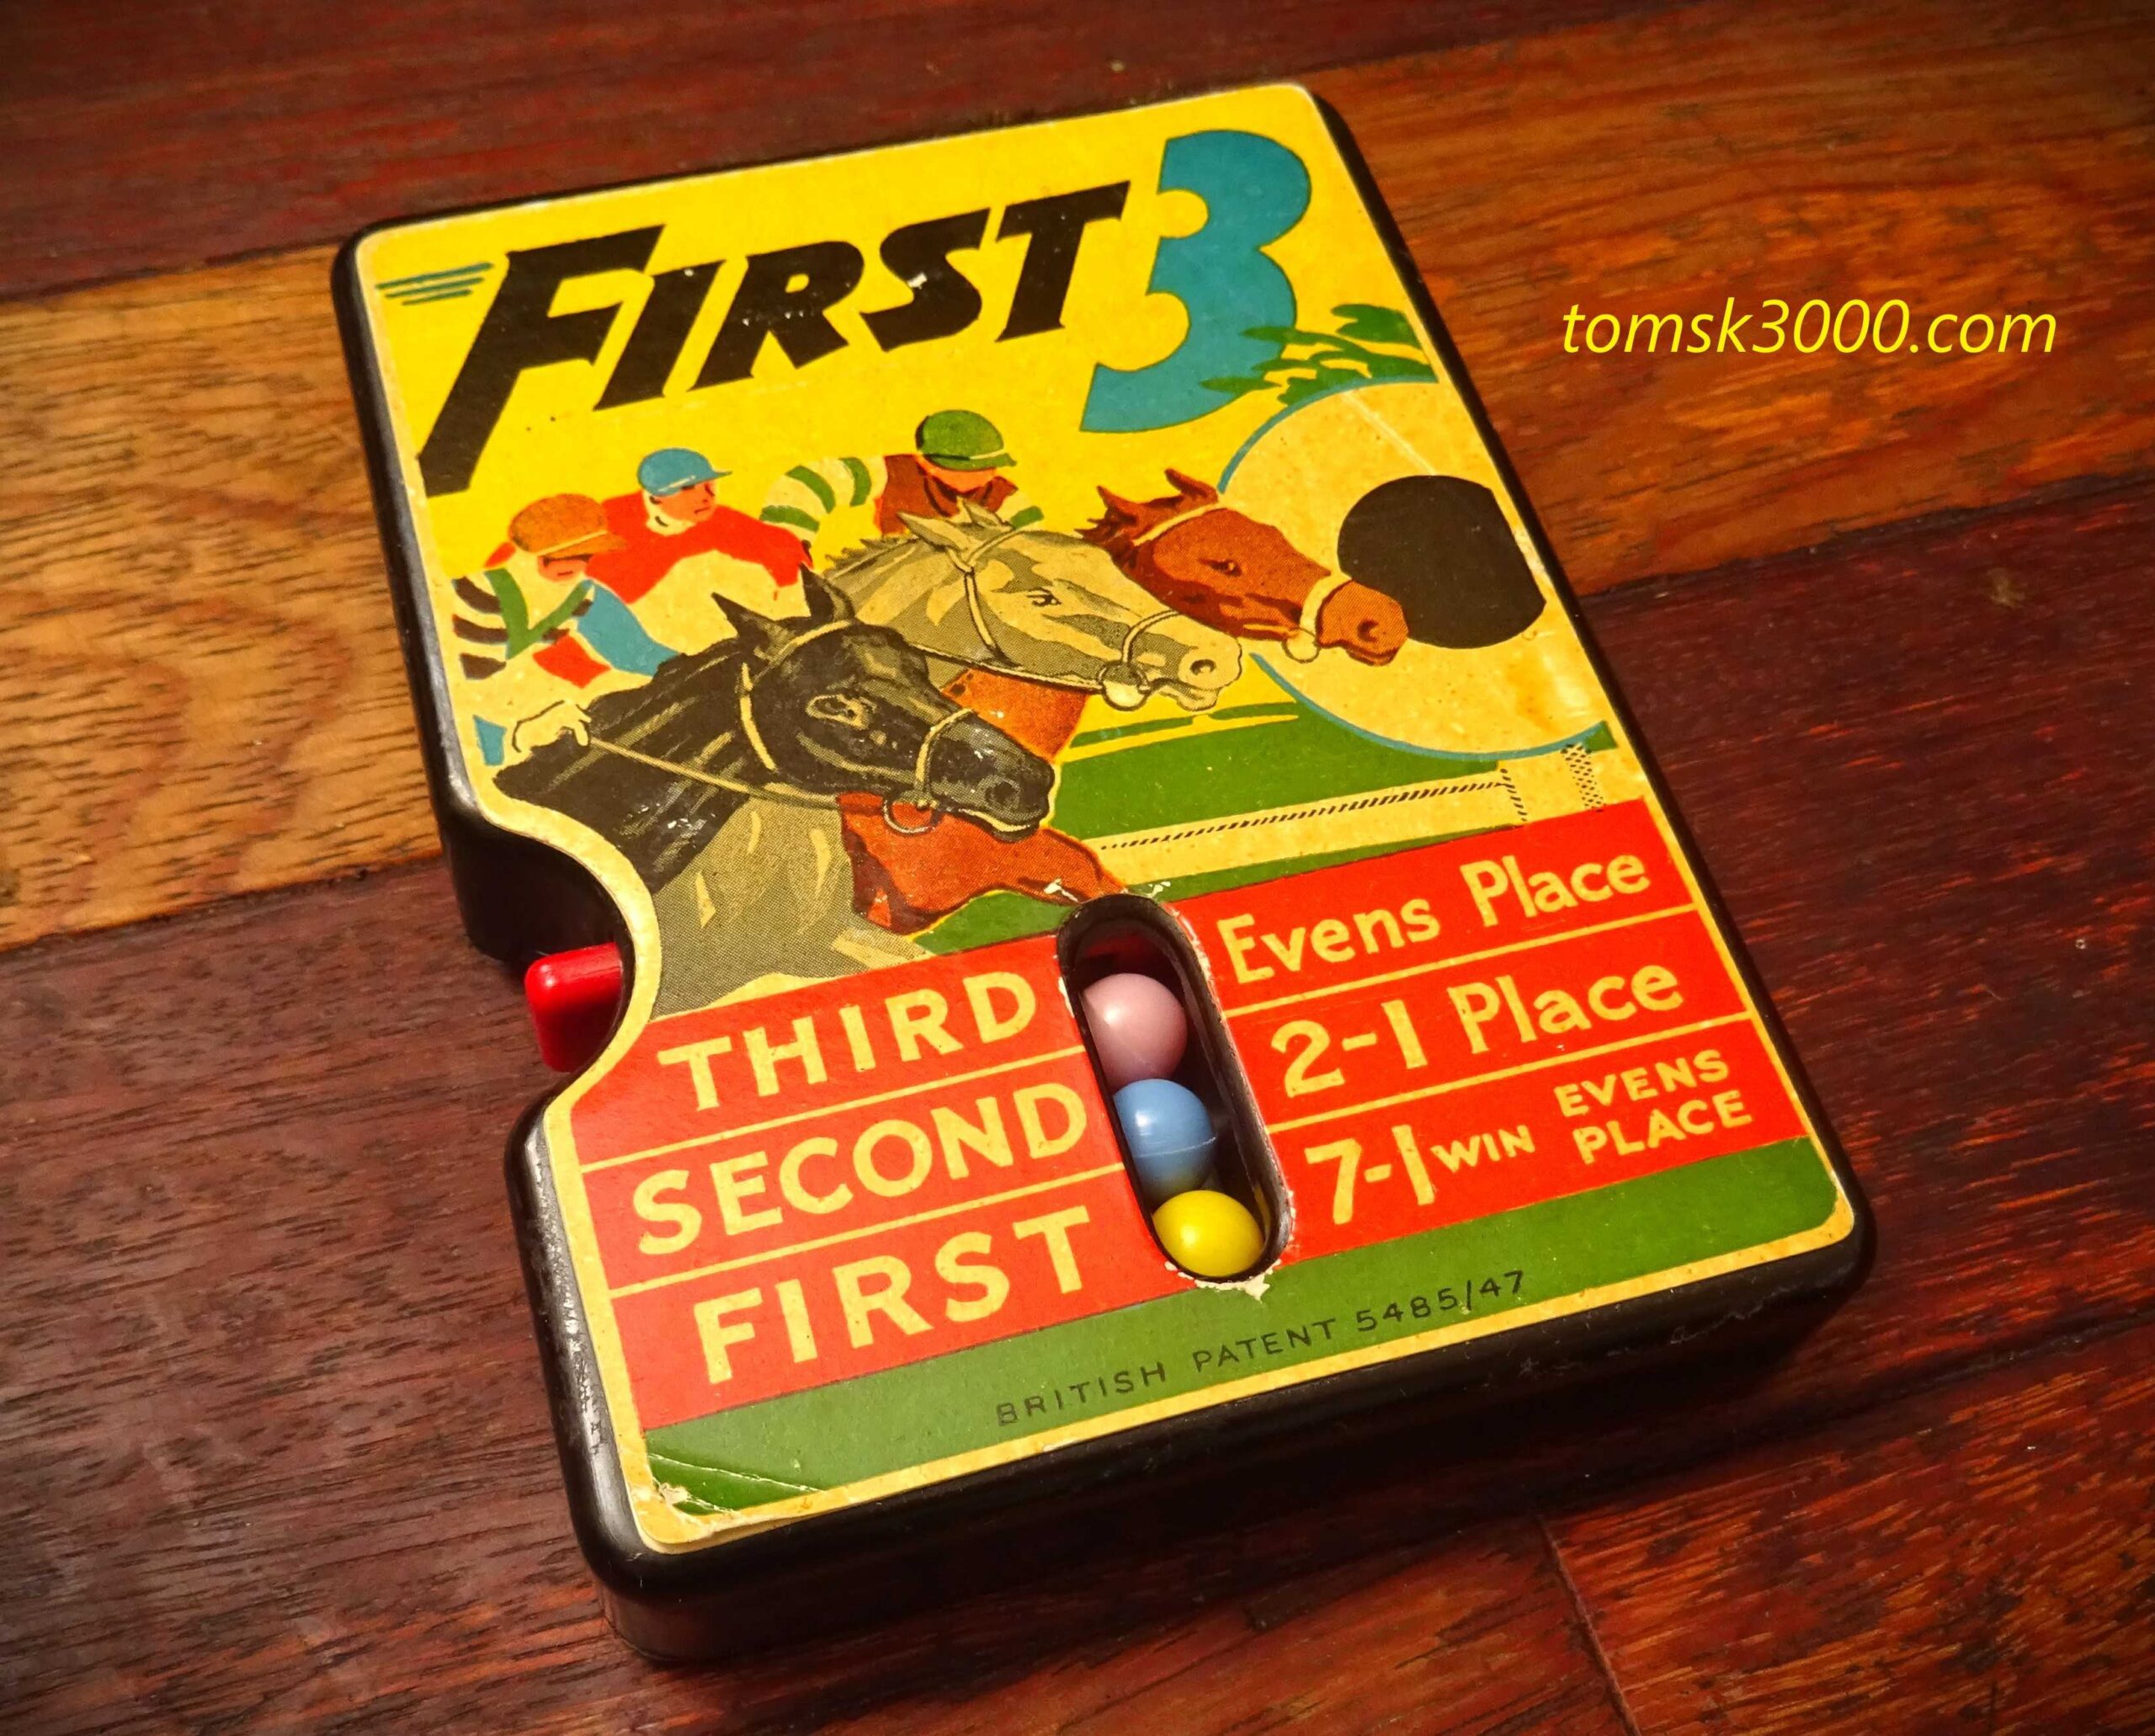 FIRST 3
tomsk3000.com
THIRD
Evens Place
SECOND
2-1 Place
FIRST
7-1 WIN EVENS PLACE
BRITISH PATENT 5485/47